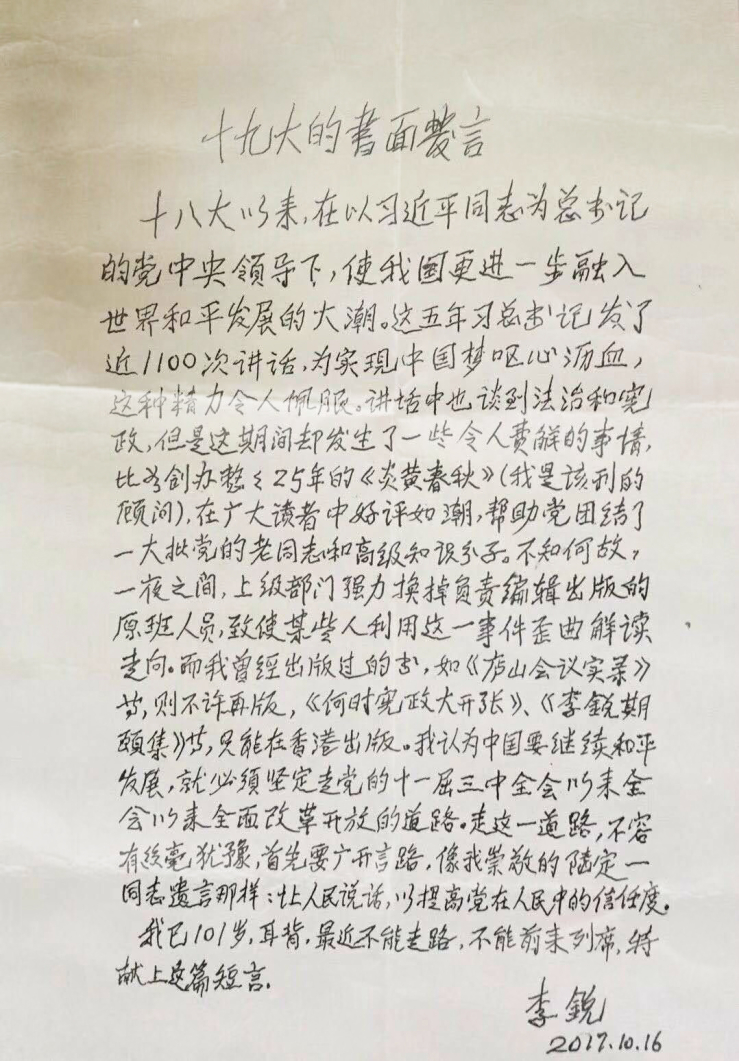 十九大的书面发言
十八大以来，在以习近平同志为总书记
的党中央领导下，使我国更进一步融入
世界和平发展的大潮。这五年习总书记发了
近1100次讲话，为实现中国梦呕心沥血，
这种精力令人佩服。讲话中也谈到法治和宪
政，但是这期间却发生了一些令人费解的事情，
比如创办整整25年的《炎黄春秋》（我是该刊的
顾问），在广大读者中好评如潮，帮助党团结了
一大批党的老同志和高级知识分子。不知何故，
一夜之间，上级部门强力换掉负责编辑出版的
原班人员，致使某些人利用这一事件歪曲解读
走向。而我曾经出版过的书，如《庐山会议实录》
等，则不许再版，《何时宪政大开张》、《李锐期
颐集》等，只能在香港出版。我认为中国要继续和平
发展，就必须坚定走党的十一届三中全会以来全
会以来全面改革开放的道路。走这一道路，不容
有丝毫犹豫，首先要广开言路，像我崇敬的陆定一
同志遗言那样：让人民说话，以提高党在人民中的信任度。
我已101岁，耳背，最近不能走路，不能前来列席，特
献上这篇短言。
李锐
2017.10.16